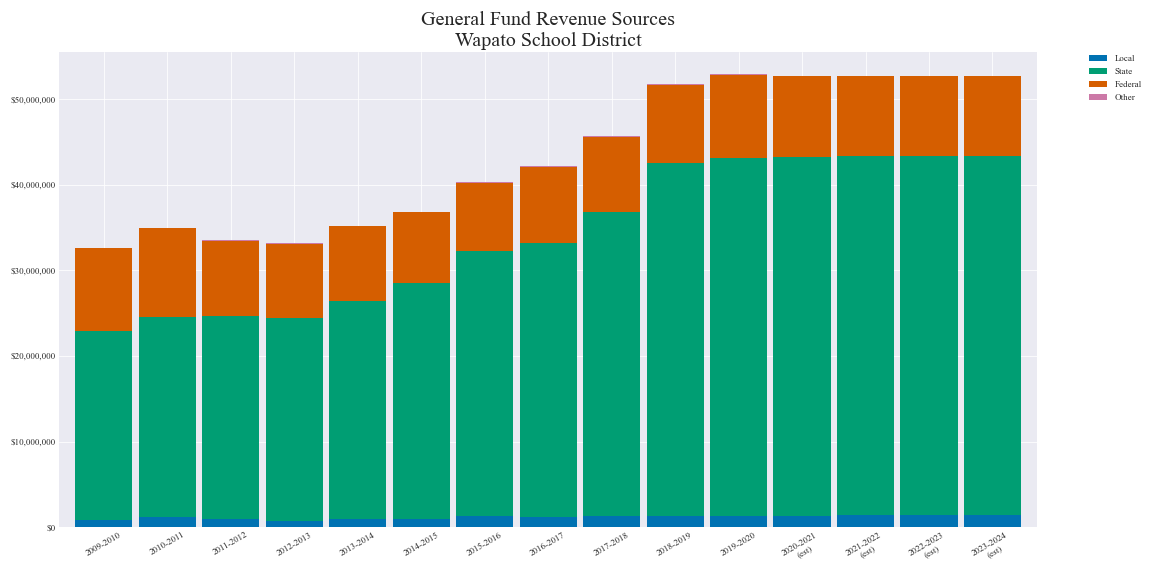 General Fund Revenue Sources
Wapato School District
Local
State
Federal
Other
$50,000,000
$40,000,000
$30,000,000
$20,000,000
$10,000,000
$0
2009-2010
2010-2011
2011-2012
2012-2013
2013-2014
2014-2015
2015-2016
2016-2017
2017-2018
2018-2019
2019-2020
2020-2021
(est)
2021-2022
(est)
2022-2023
(est)
2023-2024
(est)